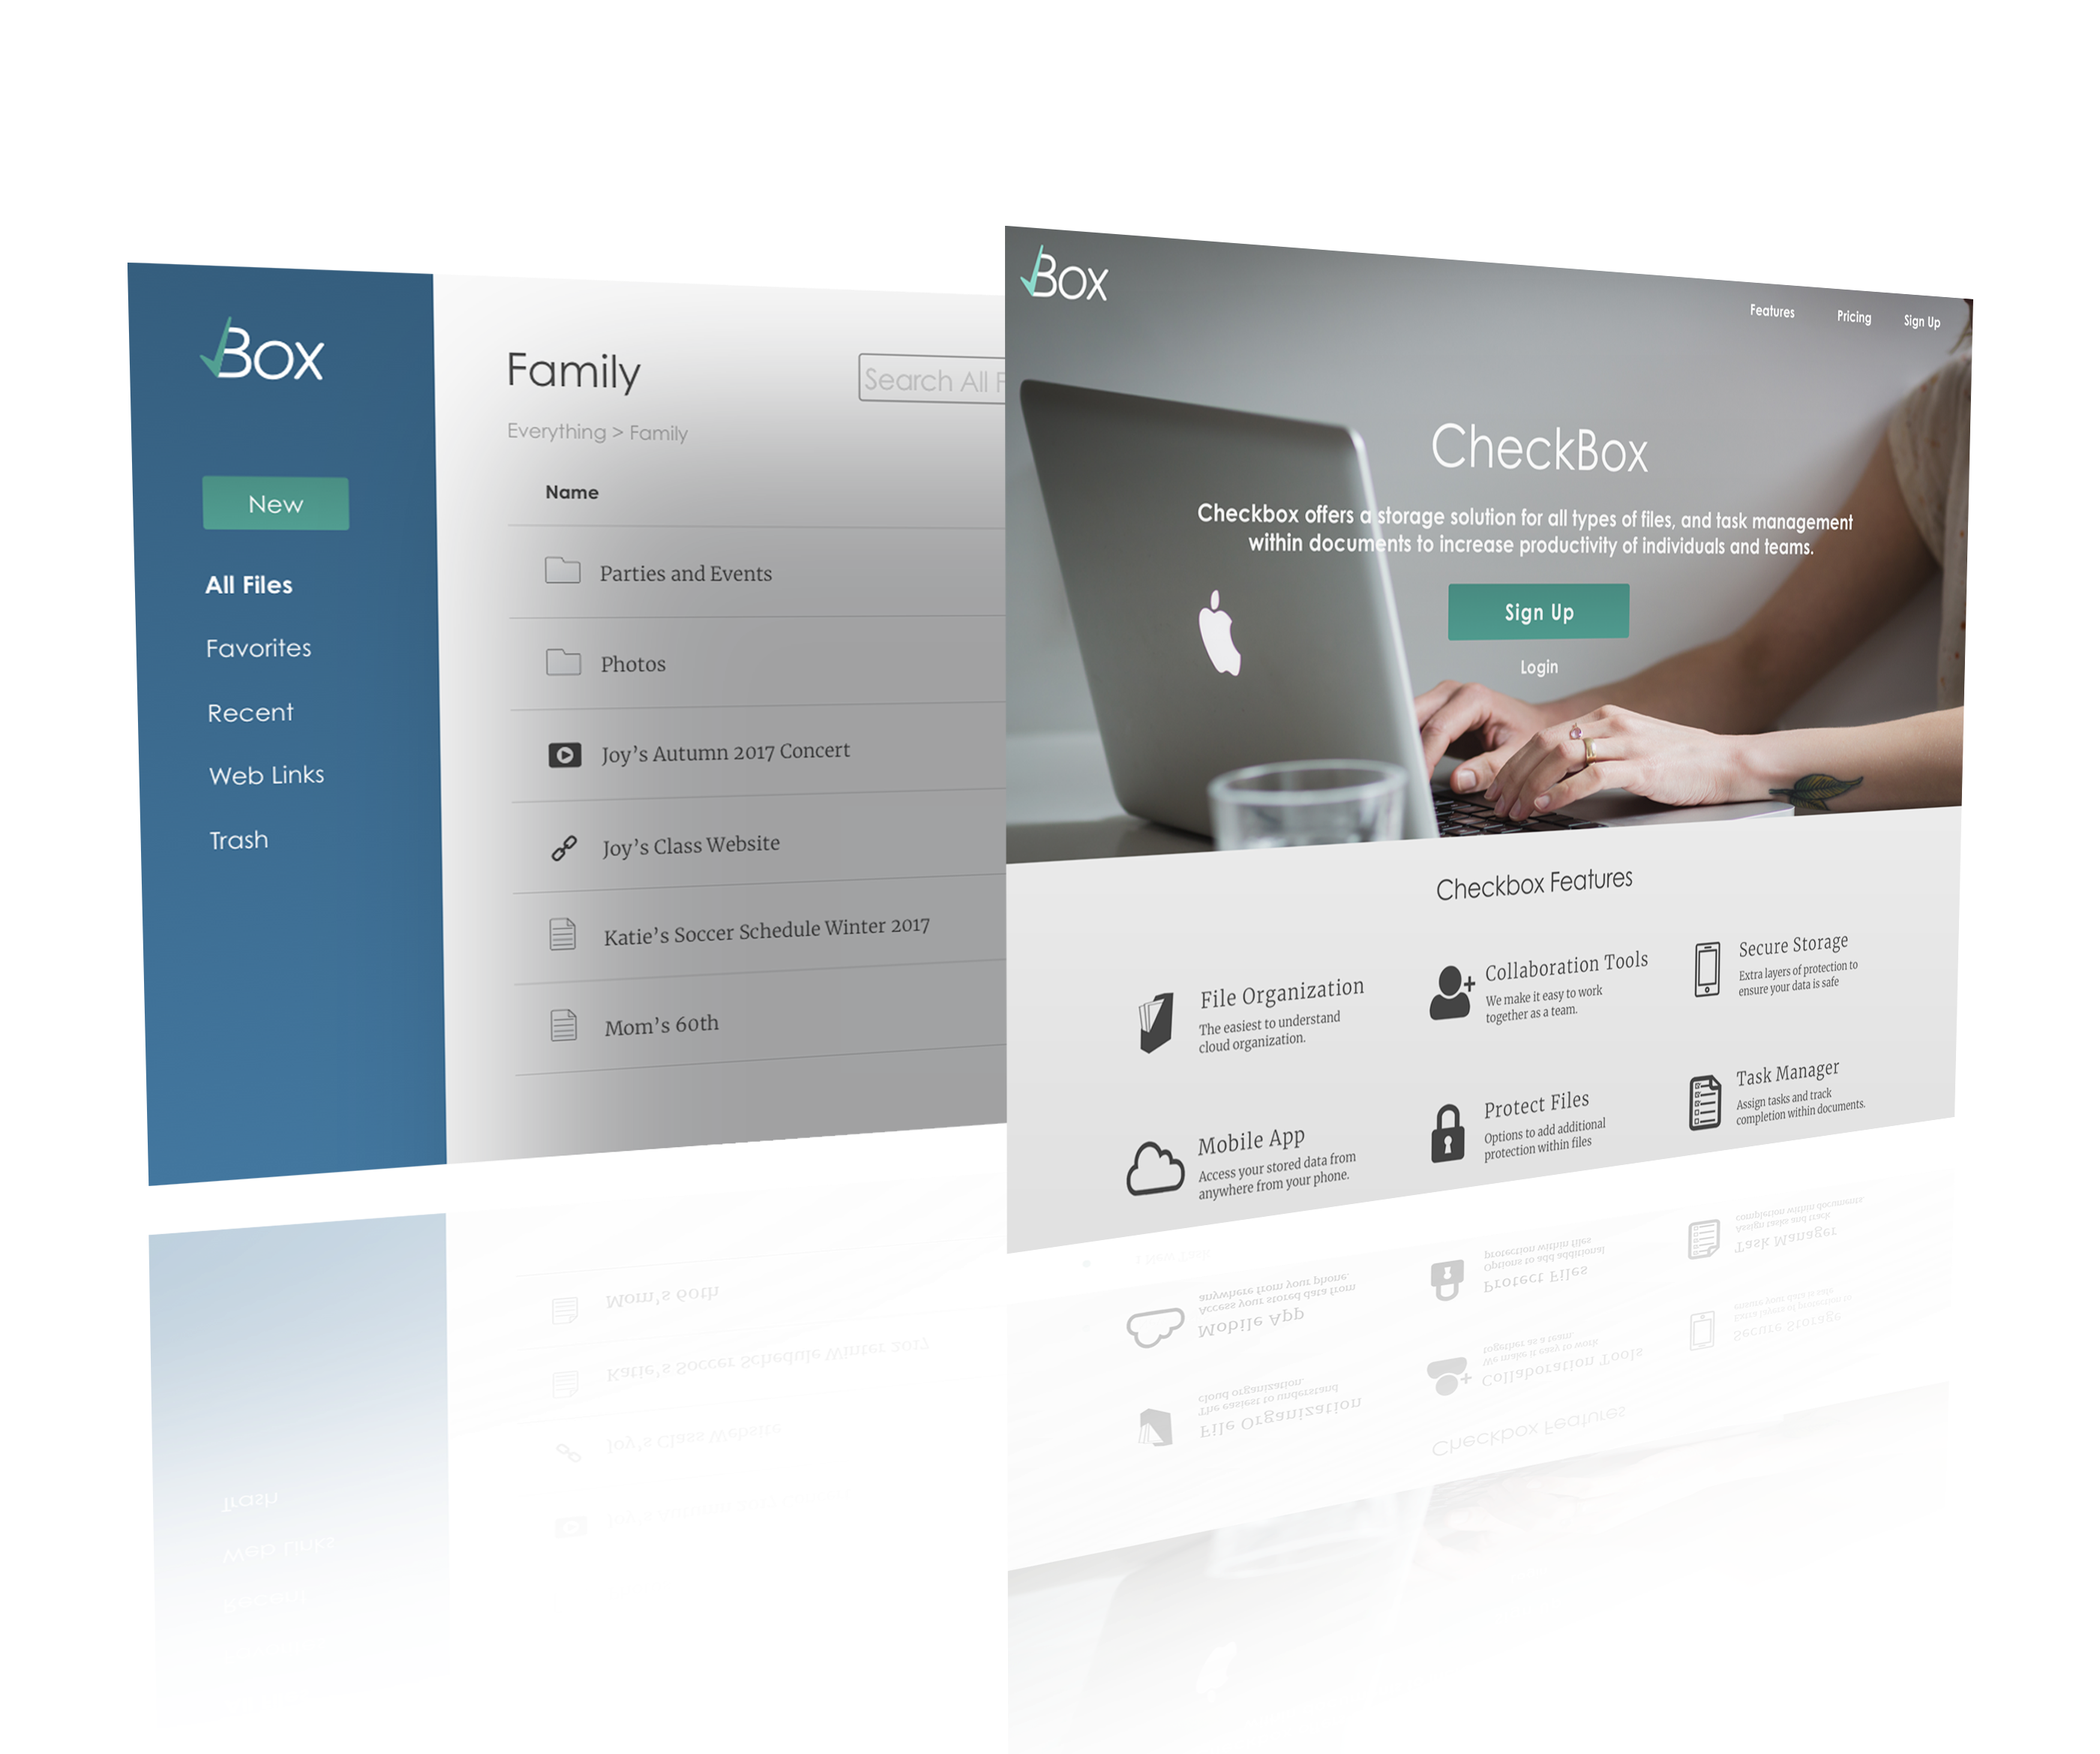 Box
New
All Files
Favorites
Recent
Web Links
Trash
Family
Search All F
Everything > Family
Name
Parties and Events
Photos
Joy’s Autumn 2017 Concert
Joy’s Class Website
Katie’s Soccer Schedule Winter 2017
Mom’s 60th
Box
Features
Pricing
Sign Up
CheckBox
Checkbox offers a storage solution for all types of files, and task management
within documents to increase productivity of individuals and teams.
Sign Up
Login
Checkbox Features
File Organization
The easiest to understand
cloud organization.
Collaboration Tools
We make it easy to work
together as a team.
Secure Storage
Extra layers of protection to
ensure your data is safe
Mobile App
Access your stored data from
anywhere from your phone.
Protect Files
Options to add additional
protection within files
Task Manager
Assign tasks and track
completion within documents.